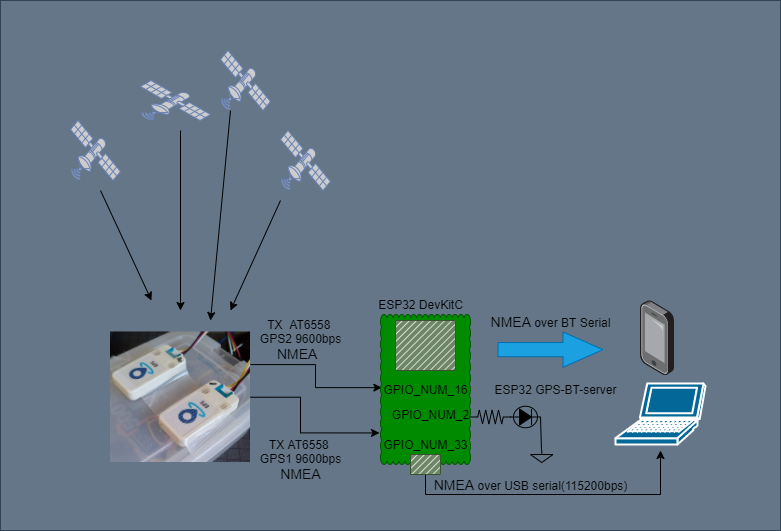 ESP32 DevKitC
TX AT6558
GPS2 9600bps
NMEA
NMEA over BT Serial
GPIO_NUM_16
ESP32 GPS-BT-server
GPIO_NUM_2
GPIO_NUM_33
TX AT6558
GPS1 9600bps
NMEA
NMEA over USB serial(115200bps)